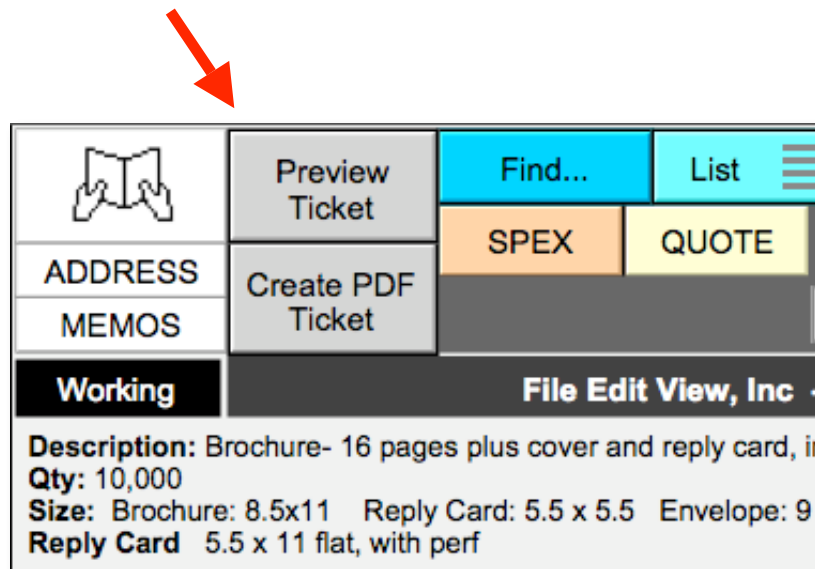 Preview
Ticket
Find...
List
SPEX
QUOTE
ADDRESS
Create PDF
Ticket
MEMOS
Working
File Edit View, Inc
Description: Brochure- 16 pages plus cover and reply card,
Qty: 10,000
Size: Brochure: 8.5x11 Reply Card: 5.5 x 5.5 Envelope: 9
Reply Card 5.5 x 11 flat, with perf